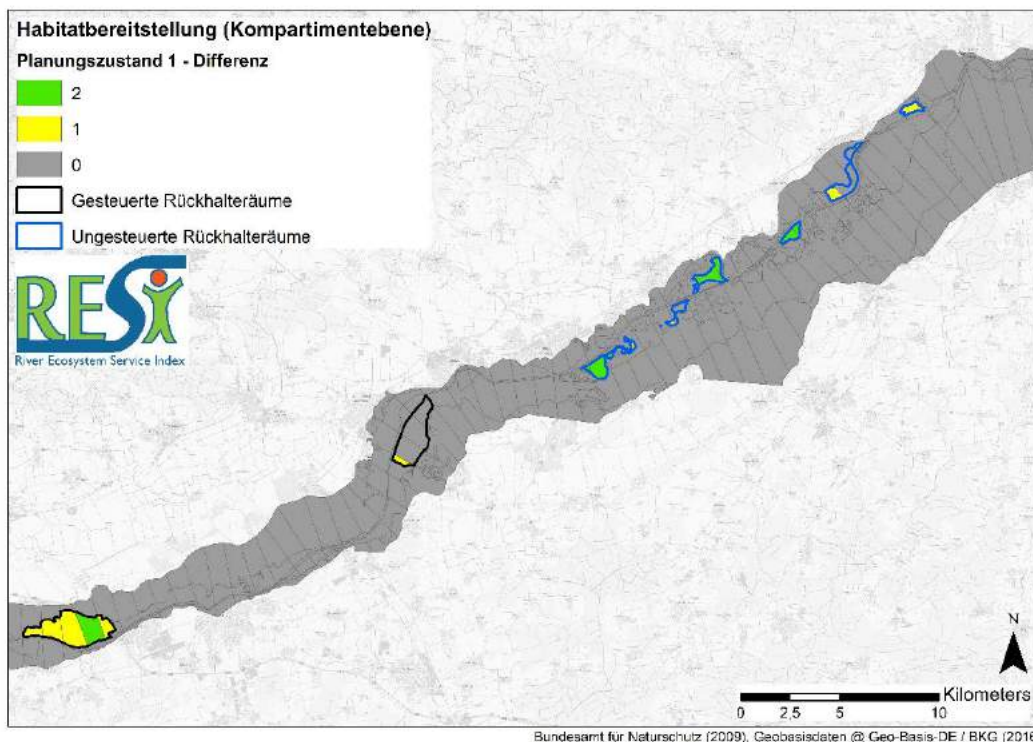 Habitatbereitstellung (Kompartimentebene)
Planungszustand 1 - Differenz
2
1
0
Gesteuerte Rückhalteräume
Ungesteuerte Rückhalteräume
RESI
River Ecosystem Service Index
N
Kilometers
0 2,5 5 10
Bundesamt für Naturschutz (2009), Geobasisdaten @ Geo-Basis-DE / BKG (2016